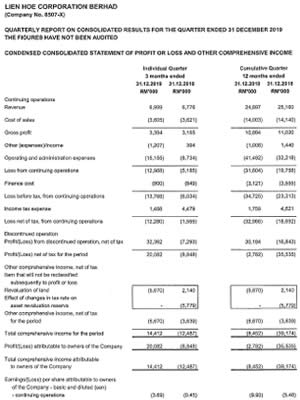 LIEN HOE CORPORATION BERHAD
(Company No. 8507-X)
QUARTERLY REPORT ON CONSOLIDATED RESULTS FOR THE QUARTER ENDED 31 DECEMBER 2019
THE FIGURES HAVE NOT BEEN AUDITED
CONDENSED CONSOLIDATED STATEMENT OF PROFIT OR LOSS AND OTHER COMPREHENSIVE INCOME
Individual Quarter Cumulative Quarter
3 months ended 12 months ended
31.12.2019 31.12.2018 31.12.2019 31.12.2018
RM'000 RM'000 RM'000 RM'000
Continuing operations
Revenue 6,999 6,776 24,897 25,160
Cost of sales (3,605) (3,621) (14,003) (14,140)
Gross profit 3,394 3,155 10,894 11,020
Other (expenses)/income (1,207) 394 (1,006) 1,440
Operating and administration expenses (15,155) (8,734) (41,492) (32,218)
Loss from continuing operations (12,968) (5,185) (31,604) (19,758)
Finance cost (800) (849) (3,121) (3,555)
Loss before tax, from continuing operations (13,768) (6,034) (34,725) (23,313)
Income tax expense 1,488 4,479 1,759 4,621
Loss net of tax, from continuing operations (12,280) (1,555) (32,966) (18,692)
Discontinued operation
Profit/(Loss) from discontinued operation, net of tax 32,362 (7,293) 30,184 (16,843)
Profit/(Loss) net of tax for the period 20,082 (8,848) (2,782) (35,535)
Other comprehensive income, net of tax
Item that will not be reclassified
subsequently to profit or loss
Revaluation of land (5,670) 2,140 (5,670) 2,140
Effect of changes in tax rate on
asset revaluation reserve - (5,779) - (5,779)
Other comprehensive income, net of tax
for the period (5,670) (3,639) (5,670) (3,639)
Total comprehensive income for the period 14,412 (12,487) (8,452) (39,174)
Profit/(Loss) attributable to owners of the Company 20,082 (8,848) (2,782) (35,535)
Total comprehensive income attributable
to owners of the Company 14,412 (12,487) (8,452) (39,174)
Earnings/(Loss) per share attributable to owners
of the Company - basic and diluted (sen)
- continuing operations (3.69) (0.45) (9.90) (5.48)